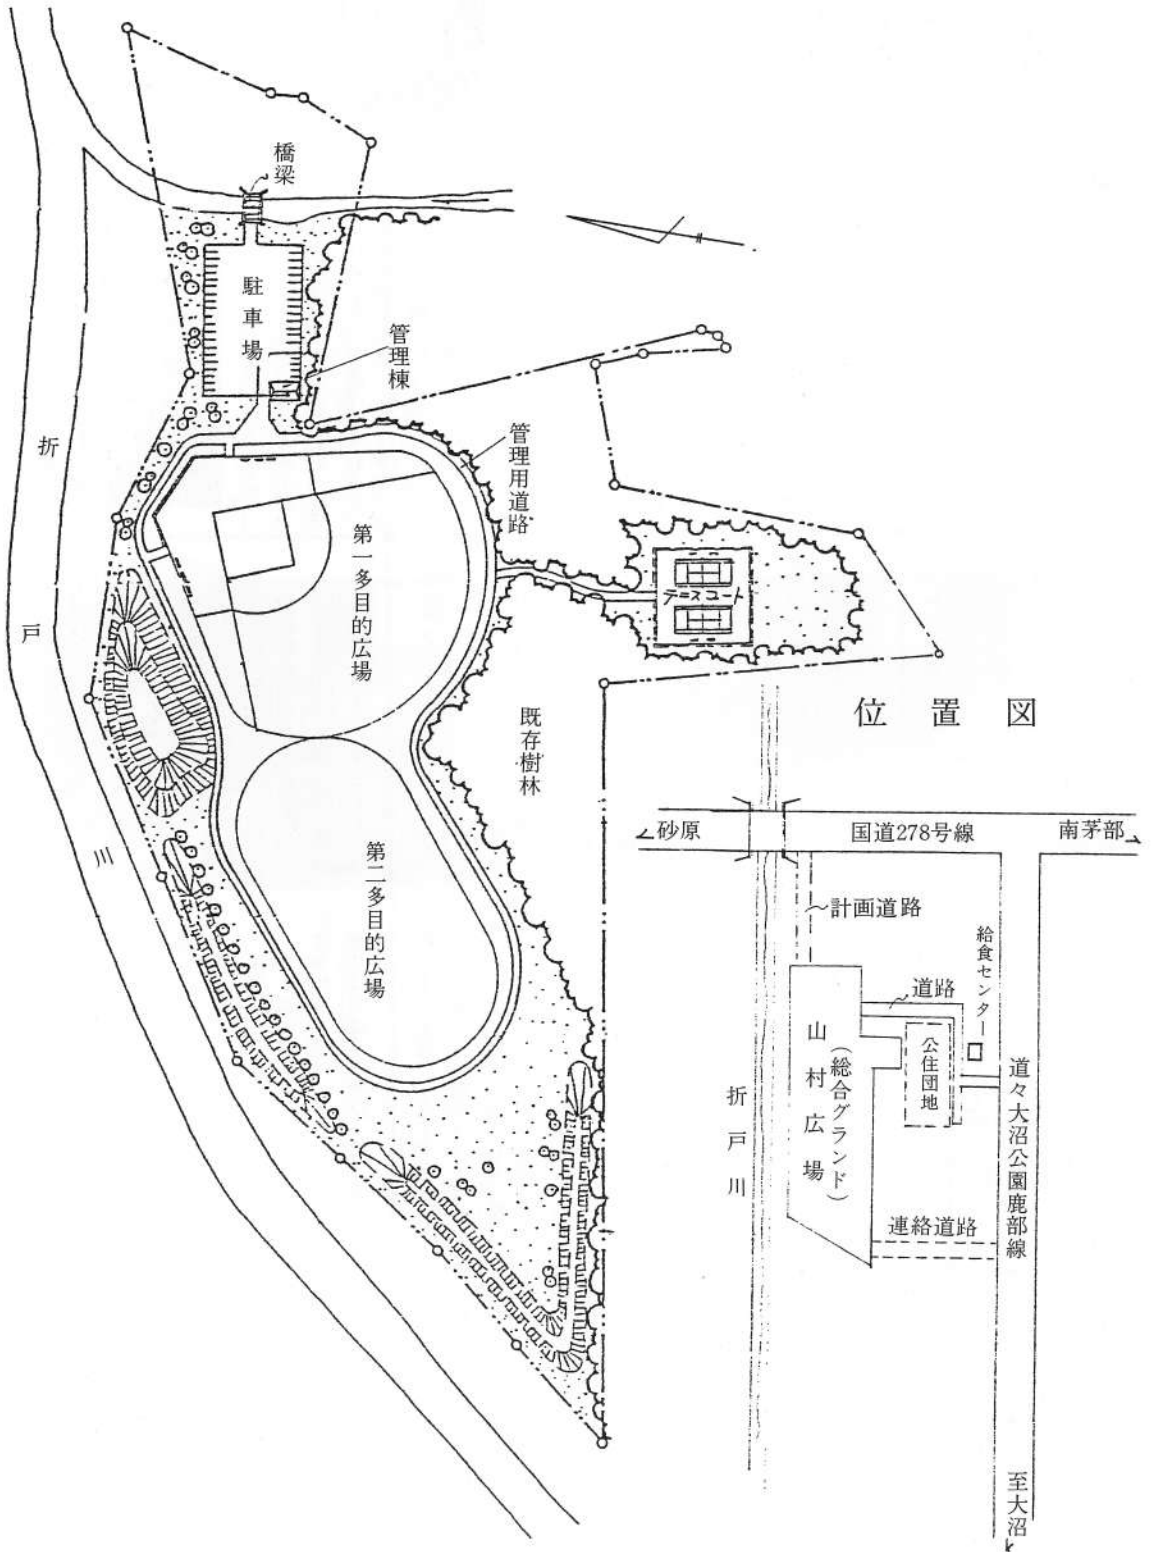 橋梁
駐車場
管理棟
管理用道路
折戸川
第一多目的広場
テニスコート
既存樹林
第二多目的広場
位置図
砂原
国道278号線
南茅部
計画道路
給食センター
道路
公住団地
山村広場
(総合グランド)
折戸川
道々大沼公園鹿部線
連絡道路
至大沼